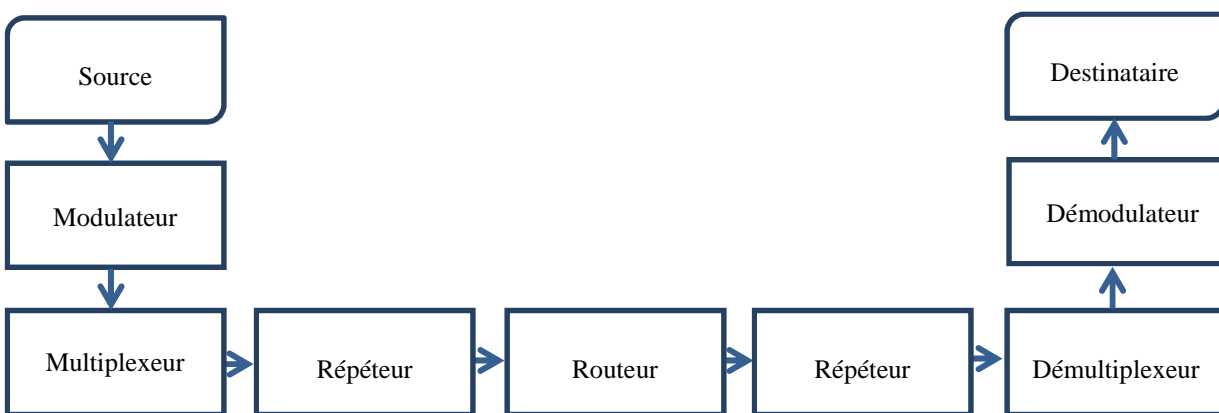 Source
Destinataire
Modulateur
Démodulateur
Multiplexeur
Répéteur
Routeur
Répéteur
Démultiplexeur